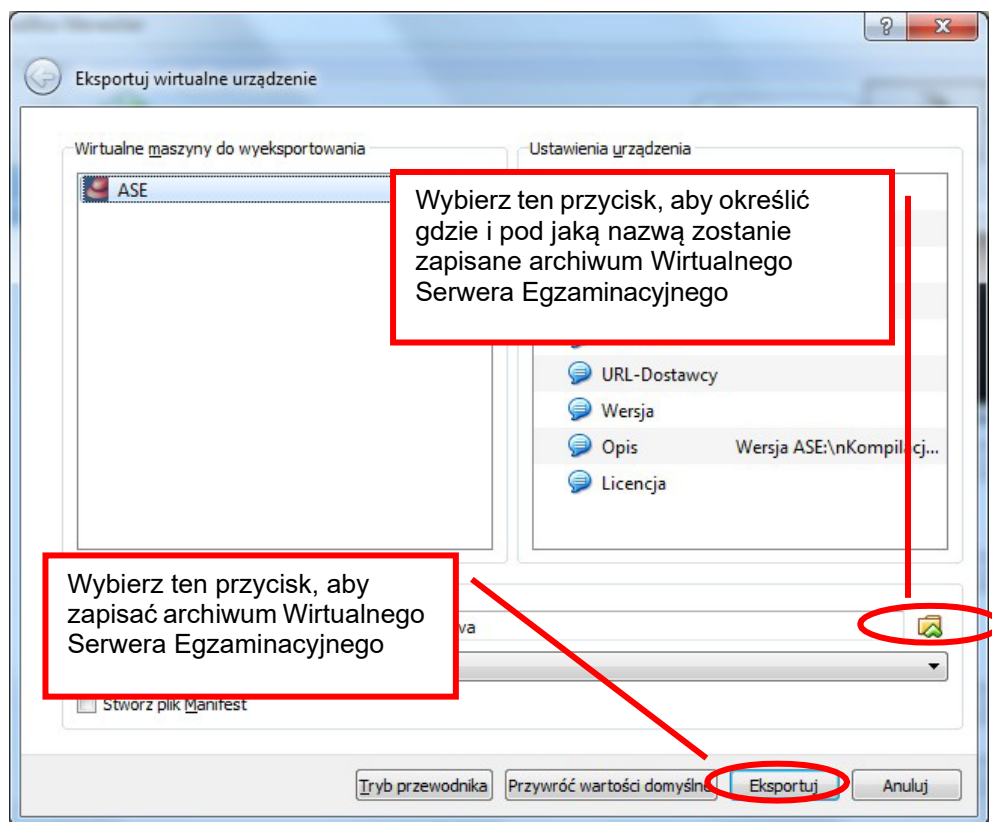 ?
X
Eksportuj wirtualne urządzenie
Wirtualne maszyny do wyeksportowania
Ustawienia urządzenia
ASE
Wybierz ten przycisk, aby określić
gdzie i pod jaką nazwą zostanie
zapisane archiwum Wirtualnego
Serwera Egzaminacyjnego
URL-Dostawcy
Wersja
Opis Wersja ASE:\nKompilacj...
Licencja
Wybierz ten przycisk, aby
zapisać archiwum Wirtualnego
Serwera Egzaminacyjnego
va
Stwórz plik Manifest
Tryb przewodnika Przywróć wartości domyślne Eksportuj Anuluj